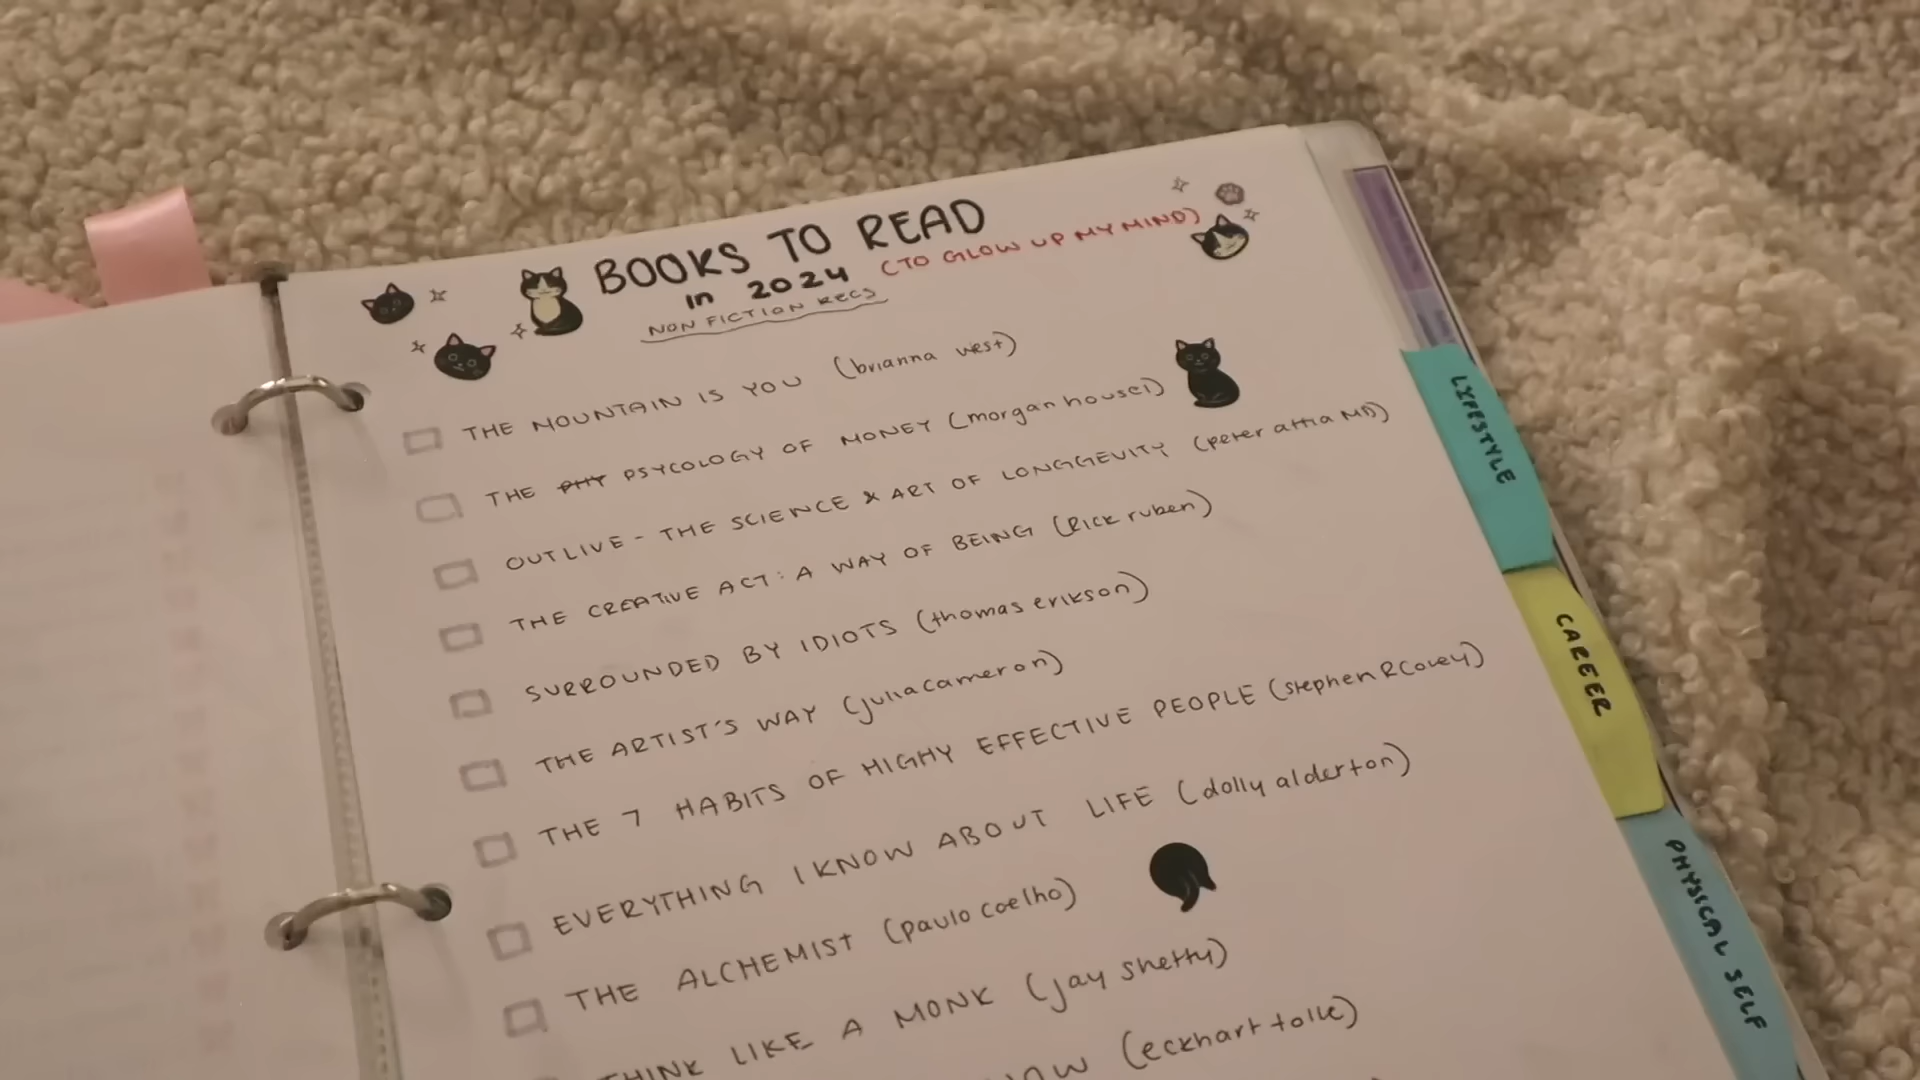 BOOKS TO READ
in 2024 (TO GLOW UP MY MIND)
NON FICTION RECS
THE MOUNTAIN IS YOU (brianna west)
THE PHY PSYCOLOGY OF MONEY (morgan housel)
OUTLIVE - THE SCIENCE & ART OF LONGGEVITY (peter attia MD)
THE CREATIVE ACT: A WAY OF BEING (Rick ruben)
SURROUNDED BY IDIOTS (thomas erikson)
THE ARTIST'S WAY (julia cameron)
THE 7 HABITS OF HIGHY EFFECTIVE PEOPLE (stephen R Covey)
EVERYTHING I KNOW ABOUT LIFE (dolly alderton)
THE ALCHEMIST (paulo coelho)
THINK LIKE A MONK (jay shetty)
NOW (eckhart tolle)
LIFESTYLE
CAREER
PHYSICAL SELF